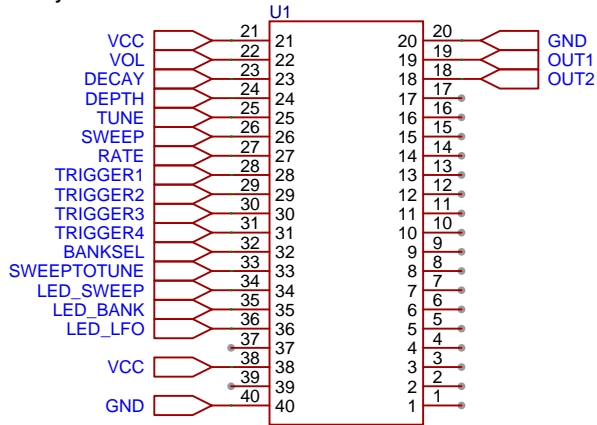 U1
VCC 21 21 20 20 GND
VOL 22 22 19 19 OUT1
DECAY 23 23 18 18 OUT2
DEPTH 24 24 17 17
TUNE 25 25 16 16
SWEEP 26 26 15 15
RATE 27 27 14 14
TRIGGER1 28 28 13 13
TRIGGER2 29 29 12 12
TRIGGER3 30 30 11 11
TRIGGER4 31 31 10 10
BANKSEL 32 32 9 9
SWEEPTOTUNE 33 33 8 8
LED_SWEEP 34 34 7 7
LED_BANK 35 35 6 6
LED_LFO 36 36 5 5
37 37 4 4
VCC 38 38 3 3
39 39 2 2
GND 40 40 1 1